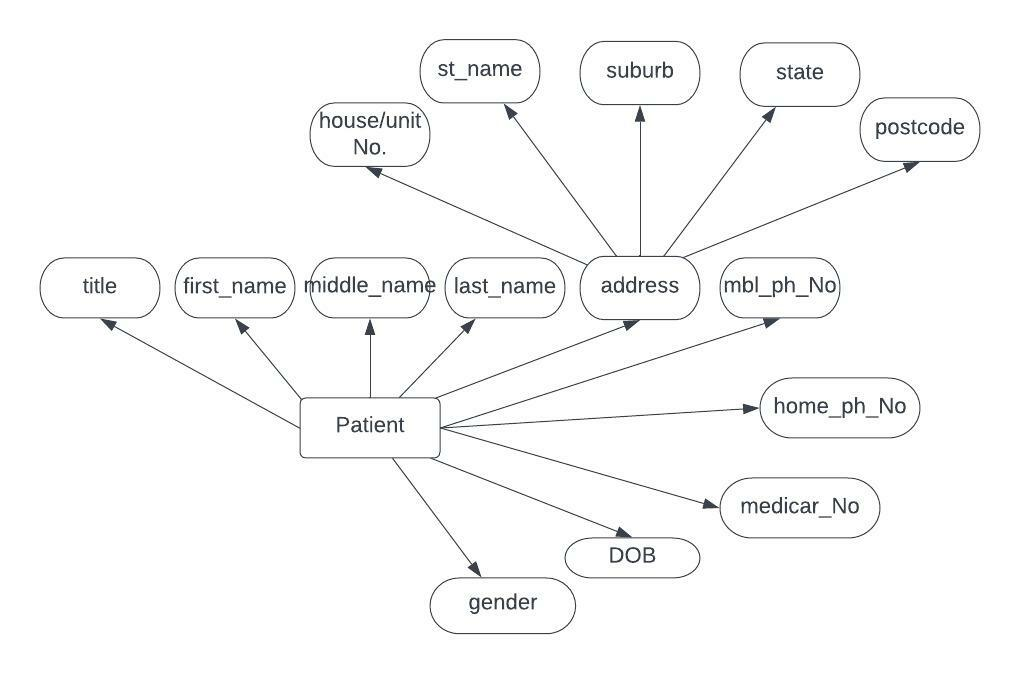 st_name
suburb
state
house/unit
No.
postcode
title
first_name
middle_name
last_name
address
mbl_ph_No
Patient
home_ph_No
medicar_No
DOB
gender